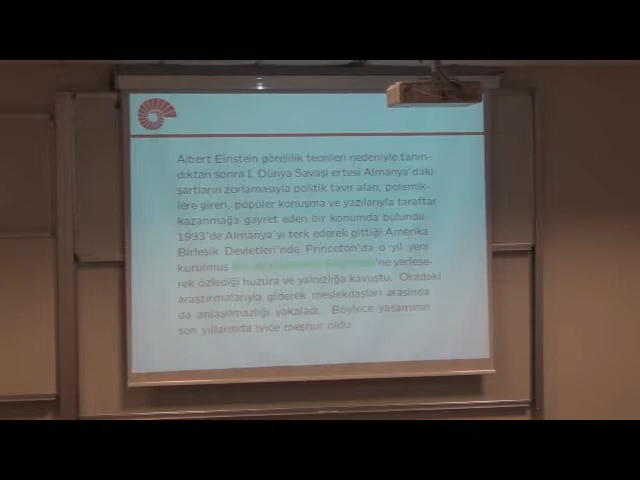 Albert Einstein görelilik teorileri nedeniyle tanın-
dıktan sonra I. Dünya Savaşı ertesi Almanya'daki
şartların zorlamasıyla politik tavır alan, polemik-
lere giren, popüler konuşma ve yazılarıyla taraftar
kazanmağa gayret eden bir konumda bulundu.
1933'de Almanya'yı terk ederek gittiği Amerika
Birleşik Devletleri'nde Princeton'da o yıl yeni
kurulmuş 'ne yerleşe-
rek özlediği huzura ve yalnızlığa kavuştu. Oradaki
araştırmalarıyla giderek meslekdaşları arasında
da anlaşılmazlığı yakaladı. Böylece yaşamının
son yıllarında iyice meşhur oldu